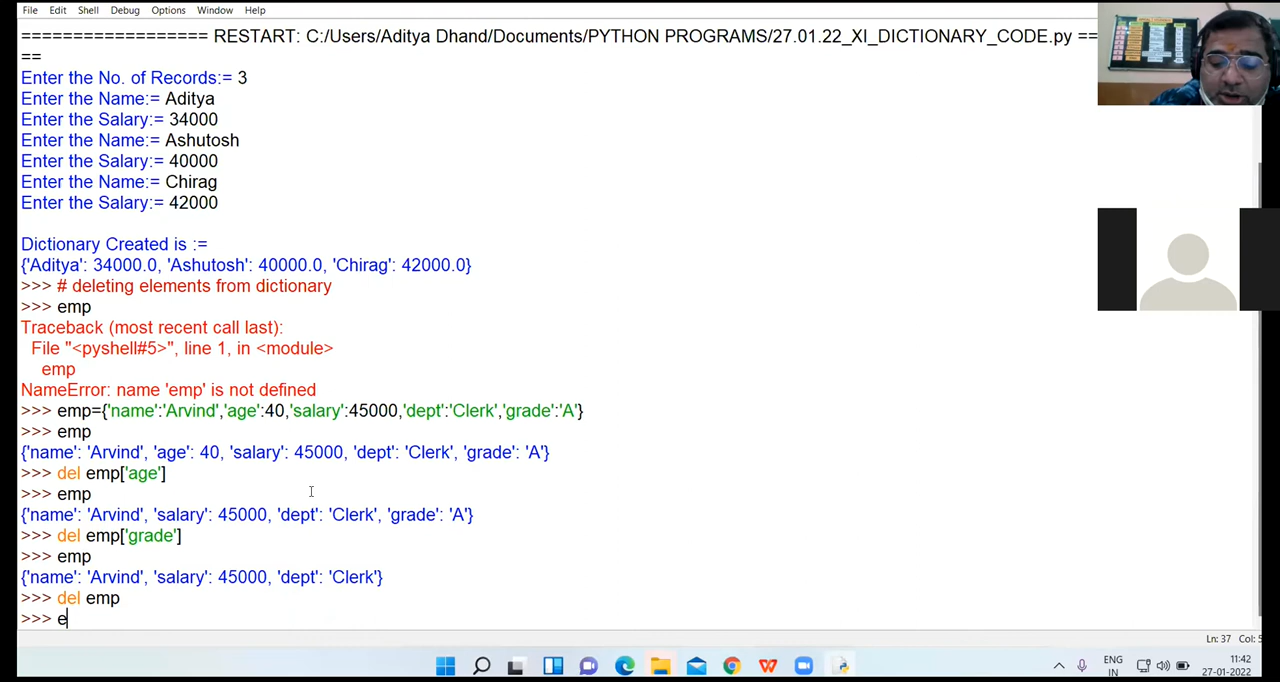 File Edit Shell Debug Options Window Help
================== RESTART: C:/Users/Aditya Dhand/Documents/PYTHON PROGRAMS/27.01.22_XI_DICTIONARY_CODE.py ==
==
Enter the No. of Records:= 3
Enter the Name:= Aditya
Enter the Salary:= 34000
Enter the Name:= Ashutosh
Enter the Salary:= 40000
Enter the Name:= Chirag
Enter the Salary:= 42000
Dictionary Created is :=
{'Aditya': 34000.0, 'Ashutosh': 40000.0, 'Chirag': 42000.0}
>>> # deleting elements from dictionary
>>> emp
Traceback (most recent call last):
File "<pyshell#5>", line 1, in <module>
emp
NameError: name 'emp' is not defined
>>> emp={'name':'Arvind','age':40,'salary':45000,'dept':'Clerk','grade':'A'}
>>> emp
{'name': 'Arvind', 'age': 40, 'salary': 45000, 'dept': 'Clerk', 'grade': 'A'}
>>> del emp['age']
>>> emp
{'name': 'Arvind', 'salary': 45000, 'dept': 'Clerk', 'grade': 'A'}
>>> del emp['grade']
>>> emp
{'name': 'Arvind', 'salary': 45000, 'dept': 'Clerk'}
>>> del emp
>>> e
Ln: 37 Col: 5
ENG
IN
11:42
27-01-2022